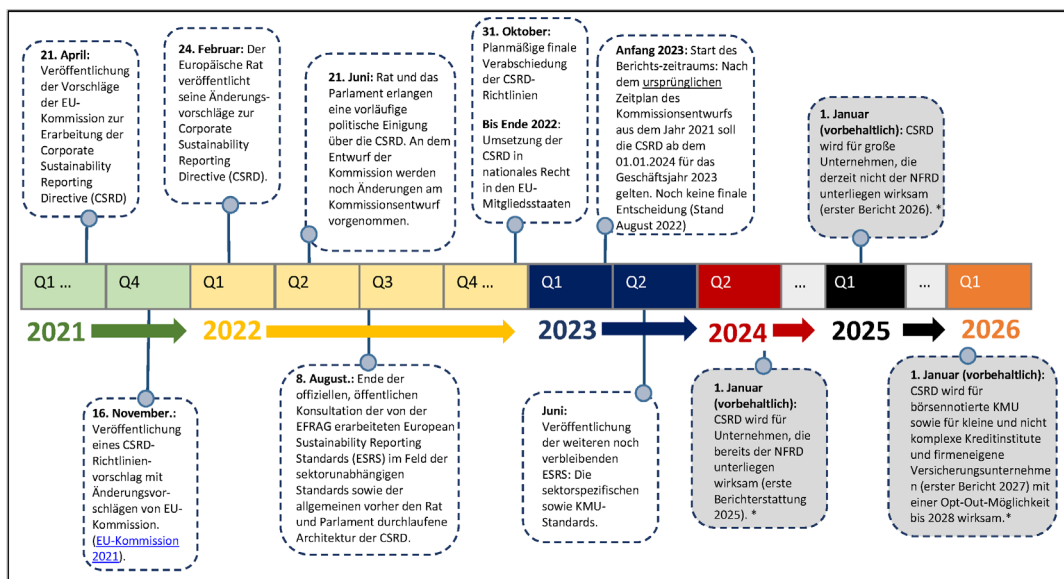 21. April:
Veröffentlichung
der Vorschläge
der EU-
Kommission zur
Erarbeitung der
Corporate
Sustainability
Reporting
Directive (CSRD)
24. Februar: Der
Europäische Rat
veröffentlicht
seine Änderungs-
vorschläge zur
Corporate
Sustainability
Reporting
Directive (CSRD).
21. Juni: Rat und das
Parlament erlangen
eine vorläufige
politische Einigung
über die CSRD. An dem
Entwurf der
Kommission werden
noch Änderungen am
Kommissionsentwurf
vorgenommen.
31. Oktober:
Planmäßige finale
Verabschiedung
der CSRD-
Richtlinien
Bis Ende 2022:
Umsetzung der
CSRD in
nationales Recht
in den EU-
Mitgliedsstaaten
Anfang 2023: Start des
Berichts-zeitraums: Nach
dem ursprünglichen
Zeitplan des
Kommissionsentwurfs
aus dem Jahr 2021 soll
die CSRD ab dem
01.01.2024 für das
Geschäftsjahr 2023
gelten. Noch keine finale
Entscheidung (Stand
August 2022)
1. Januar
(vorbehaltlich): CSRD
wird für große
Unternehmen, die
derzeit nicht der NFRD
unterliegen wirksam
(erster Bericht 2026). *
Q1 ... Q4 Q1 Q2 Q3 Q4 ... Q1 Q2 Q2 ... Q1 ... Q1
2021 2022 2023 2024 2025 2026
16. November.:
Veröffentlichung
eines CSRD-
Richtlinien-
vorschlag mit
Änderungsvor-
schlägen von EU-
Kommission.
(EU-Kommission
2021).
8. August.: Ende der
offiziellen, öffentlichen
Konsultation der von der
EFRAG erarbeiteten European
Sustainability Reporting
Standards (ESRS) im Feld der
sektorunabhängigen
Standards sowie der
allgemeinen vorher den Rat
und Parlament durchlaufene
Architektur der CSRD.
Juni:
Veröffentlichung
der weiteren noch
verbleibenden
ESRS: Die
sektorspezifischen
sowie KMU-
Standards.
1. Januar
(vorbehaltlich):
CSRD wird für
Unternehmen, die
bereits der NFRD
unterliegen
wirksam (erste
Berichterstattung
2025). *
1. Januar (vorbehaltlich):
CSRD wird für
börsennotierte KMU
sowie für kleine und nicht
komplexe Kreditinstitute
und firmeneigene
Versicherungsunternehme
n (erster Bericht 2027) mit
einer Opt-Out-Möglichkeit
bis 2028 wirksam.*